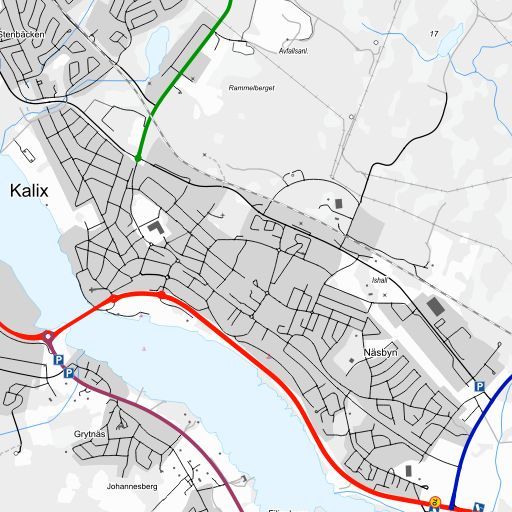 Stenbäcken
Avfallsanl.
17
Rammelberget
Kalix
Ishall
Näsbyn
P
P
P
Grytnäs
Johannesberg